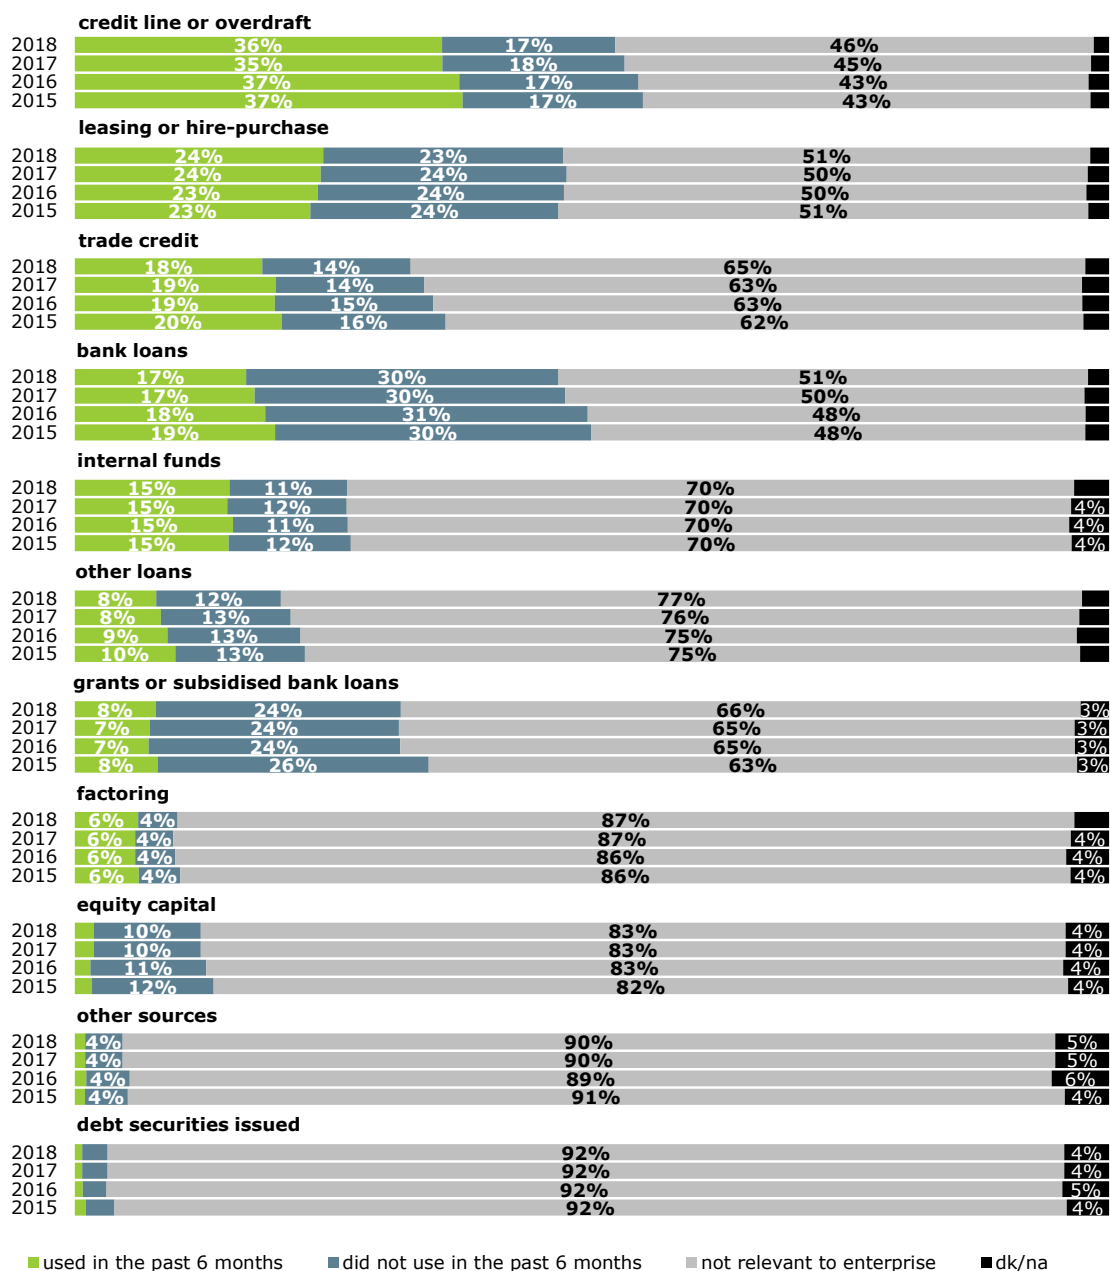 credit line or overdraft
2018 36% 17% 46%
2017 35% 18% 45%
2016 37% 17% 43%
2015 37% 17% 43%
leasing or hire-purchase
2018 24% 23% 51%
2017 24% 24% 50%
2016 23% 24% 50%
2015 23% 24% 51%
trade credit
2018 18% 14% 65%
2017 19% 14% 63%
2016 19% 15% 63%
2015 20% 16% 62%
bank loans
2018 17% 30% 51%
2017 17% 30% 50%
2016 18% 31% 48%
2015 19% 30% 48%
internal funds
2018 15% 11% 70%
2017 15% 12% 70% 4%
2016 15% 11% 70% 4%
2015 15% 12% 70% 4%
other loans
2018 8% 12% 77%
2017 8% 13% 76%
2016 9% 13% 75%
2015 10% 13% 75%
grants or subsidised bank loans
2018 8% 24% 66% 3%
2017 7% 24% 65% 3%
2016 7% 24% 65% 3%
2015 8% 26% 63% 3%
factoring
2018 6% 4% 87%
2017 6% 4% 87% 4%
2016 6% 4% 86% 4%
2015 6% 4% 86% 4%
equity capital
2018 10% 83% 4%
2017 10% 83% 4%
2016 11% 83% 4%
2015 12% 82% 4%
other sources
2018 4% 90% 5%
2017 4% 90% 5%
2016 4% 89% 6%
2015 4% 91% 4%
debt securities issued
2018 92% 4%
2017 92% 4%
2016 92% 5%
2015 92% 4%
used in the past 6 months did not use in the past 6 months not relevant to enterprise dk/na